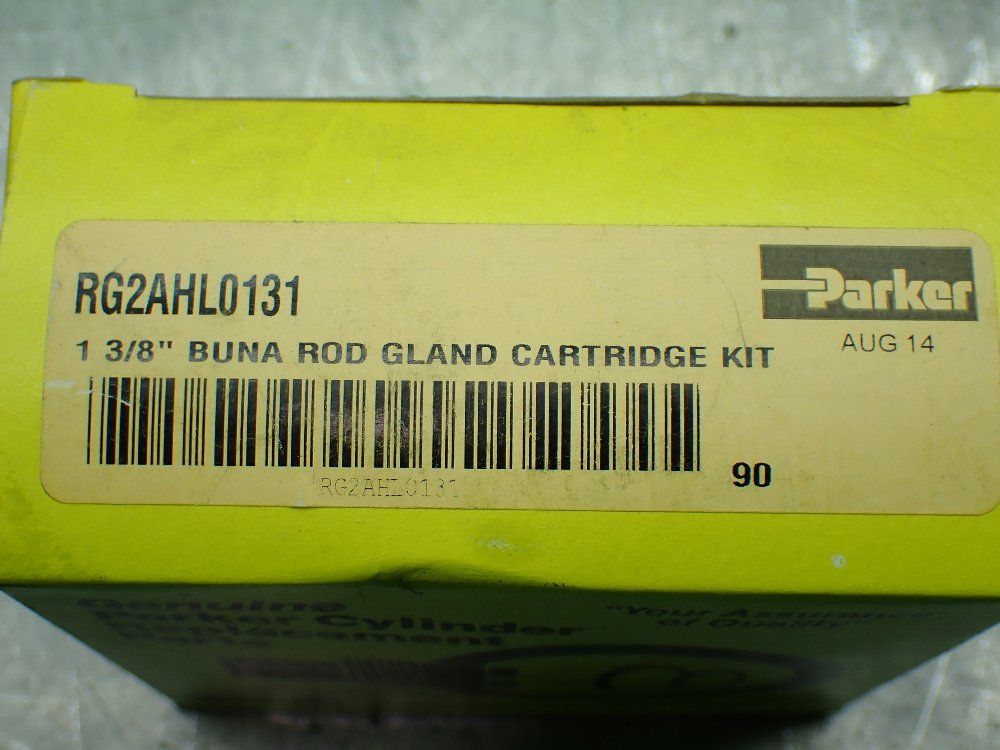 RG2AHL0131
Parker
1 3/8" BUNA ROD GLAND CARTRIDGE KIT
AUG 14
RG2AHL0131
90
Genuine
Parker Cylinder
Replacement
Parts
"Your Assurance
of Quality"